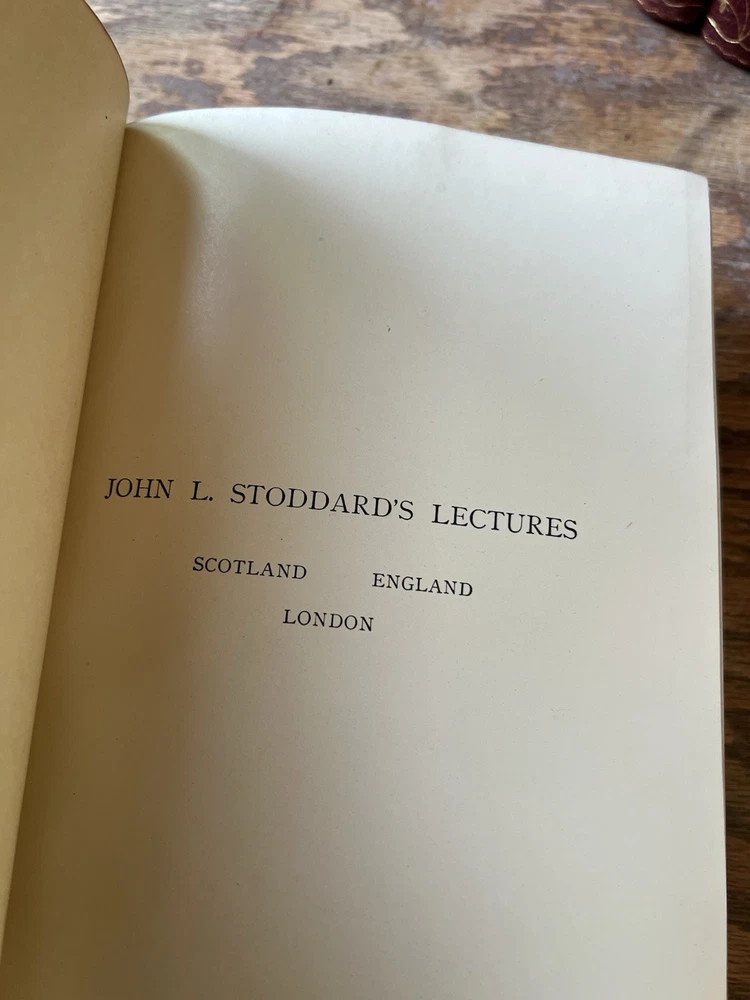 JOHN L. STODDARD'S LECTURES
SCOTLAND ENGLAND
LONDON